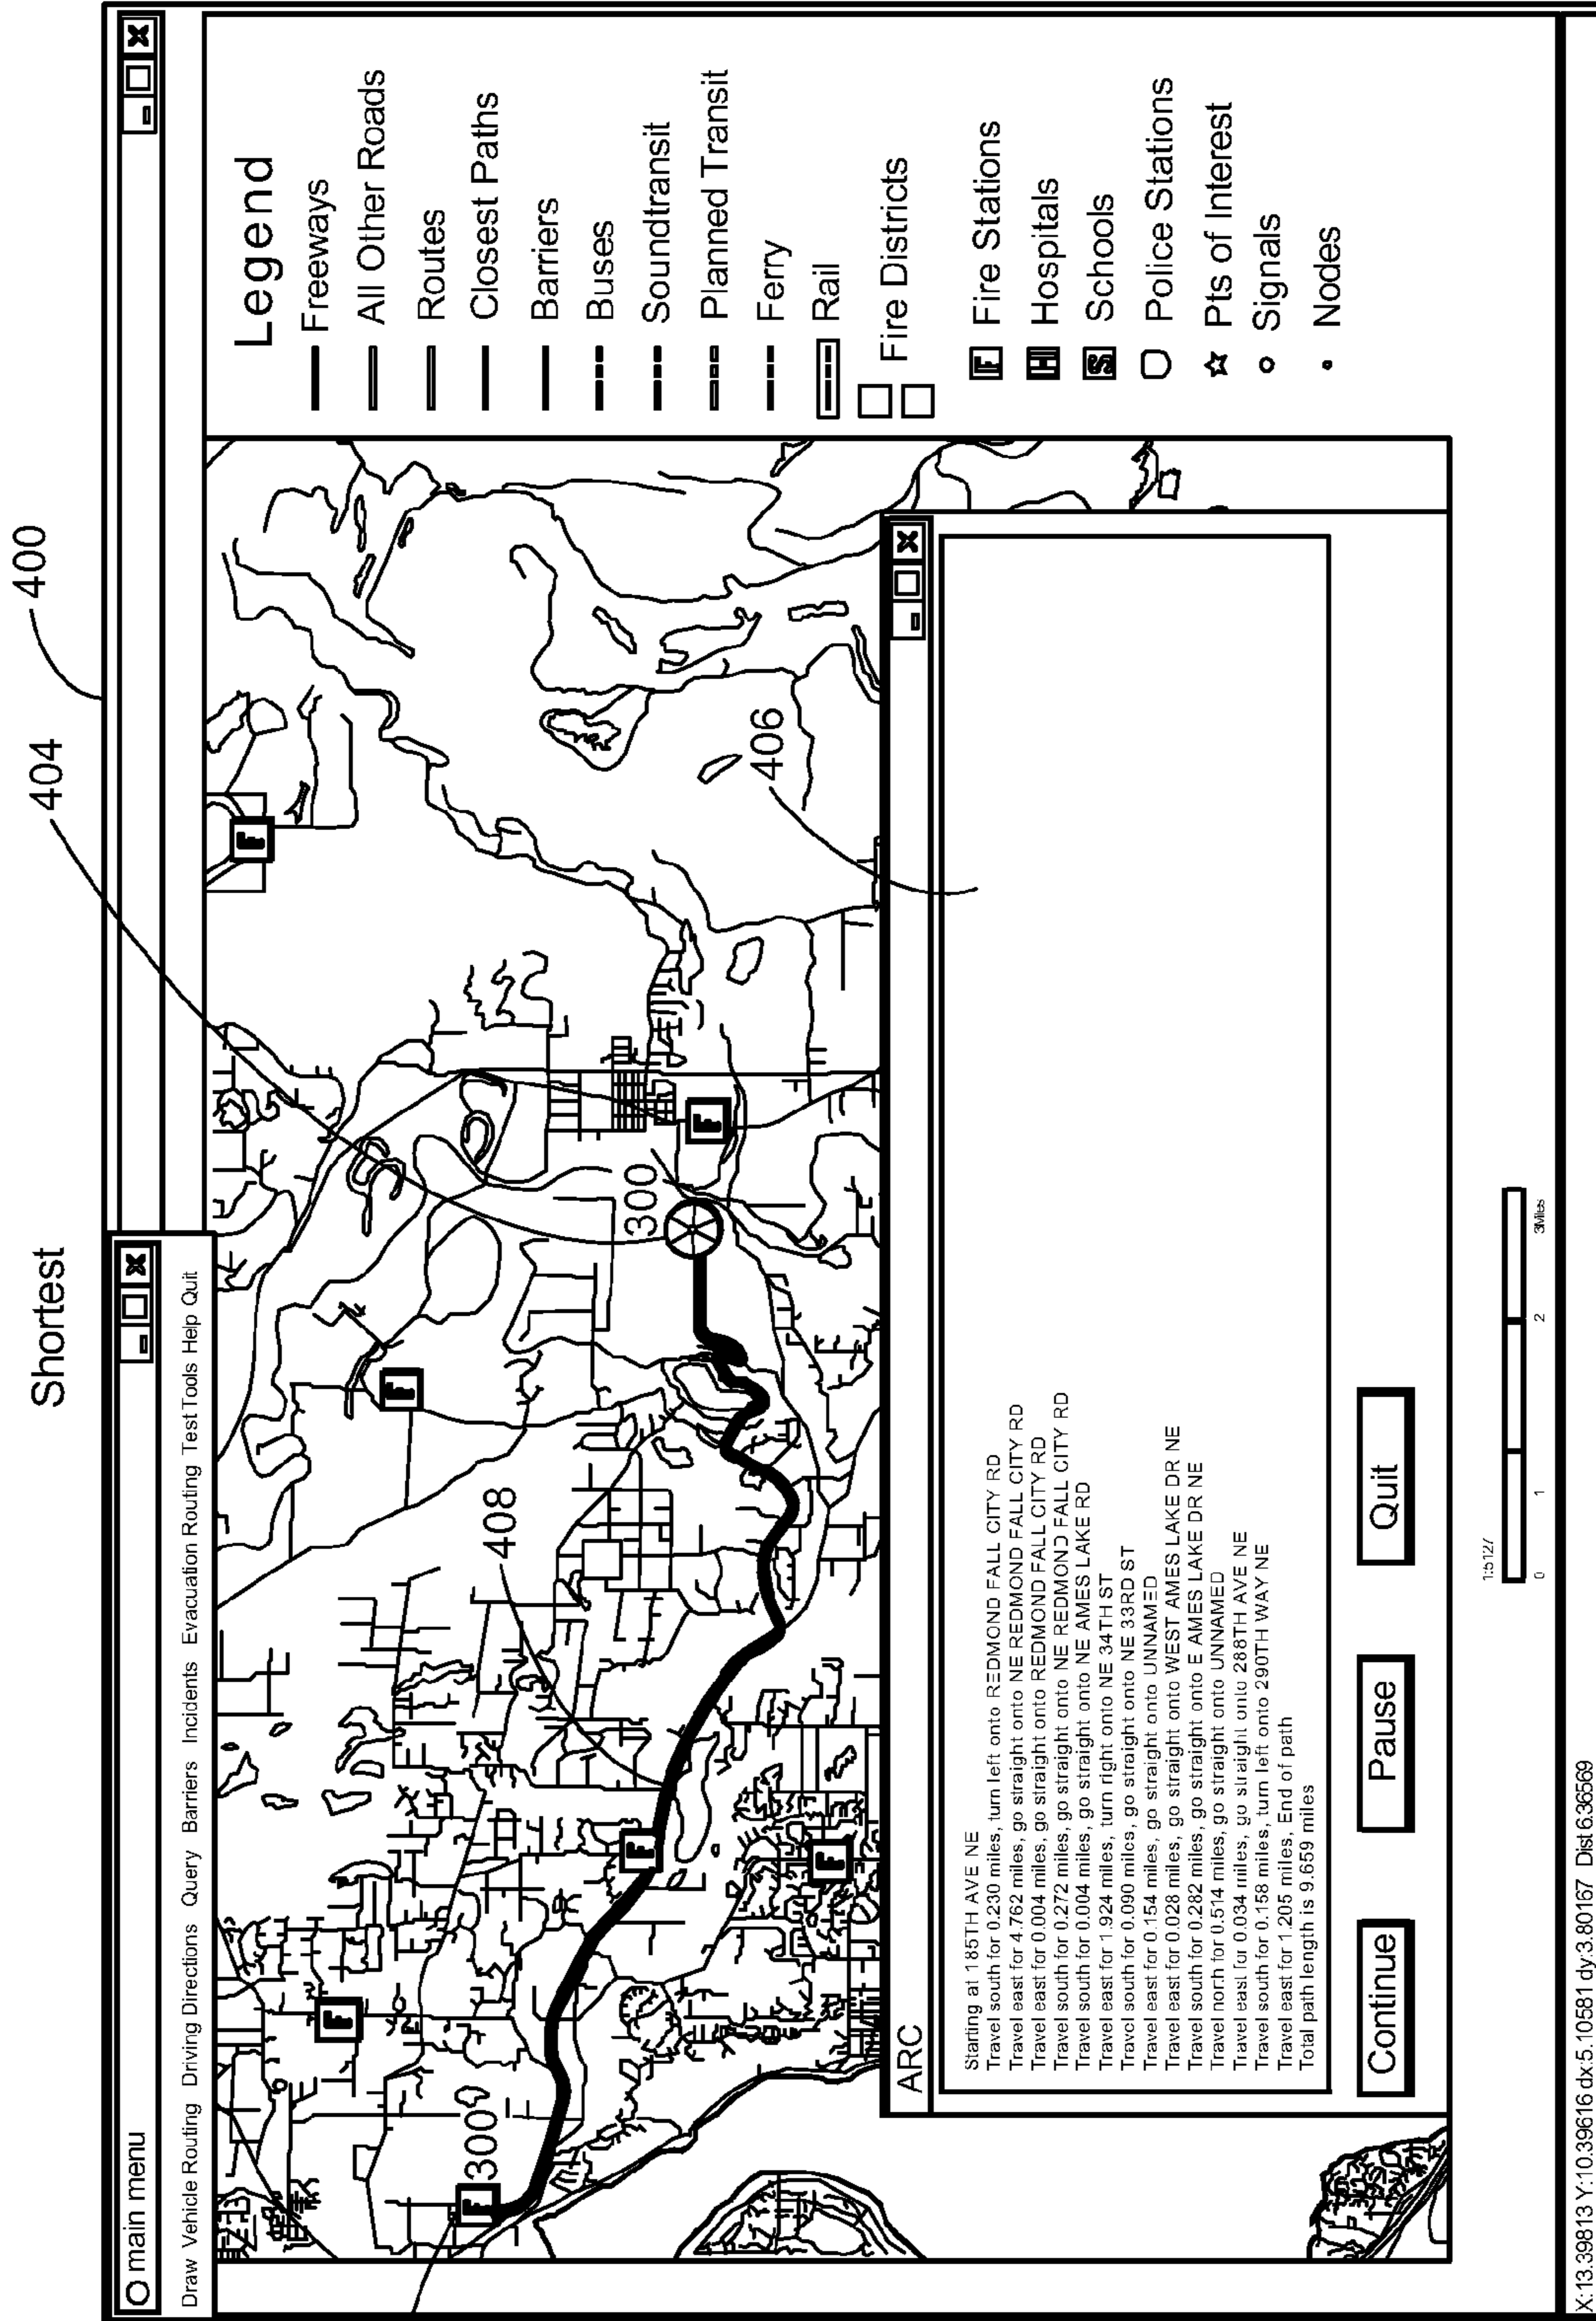 Shortest
404
400
main menu
Draw Vehicle Routing Driving Directions Query Barriers Incidents Evacuation Routing Test Tools Help Quit
Legend
Freeways
All Other Roads
Routes
Closest Paths
Barriers
Buses
Soundtransit
Planned Transit
Ferry
Rail
Fire Districts
F Fire Stations
H Hospitals
S Schools
Police Stations
Pts of Interest
Signals
Nodes
F
F
F
F
F
F
F
300
300
408
406
ARC
Starting at 185TH AVE NE
Travel south for 0.230 miles, turn left onto REDMOND FALL CITY RD
Travel east for 4.762 miles, go straight onto NE REDMOND FALL CITY RD
Travel east for 0.004 miles, go straight onto REDMOND FALL CITY RD
Travel south for 0.272 miles, go straight onto NE REDMOND FALL CITY RD
Travel south for 0.004 miles, go straight onto NE AMES LAKE RD
Travel east for 1.924 miles, turn right onto NE 34TH ST
Travel south for 0.090 miles, go straight onto NE 33RD ST
Travel east for 0.154 miles, go straight onto UNNAMED
Travel east for 0.028 miles, go straight onto WEST AMES LAKE DR NE
Travel south for 0.282 miles, go straight onto E AMES LAKE DR NE
Travel north for 0.514 miles, go straight onto UNNAMED
Travel east for 0.034 miles, go straight onto 288TH AVE NE
Travel south for 0.158 miles, turn left onto 290TH WAY NE
Travel east for 1.205 miles, End of path
Total path length is 9.659 miles
Continue
Pause
Quit
1:5127
0 1 2 3Miles
X:13.39813 Y:10.39616 dx:5.10581 dy:3.80167 Dist 6.36569